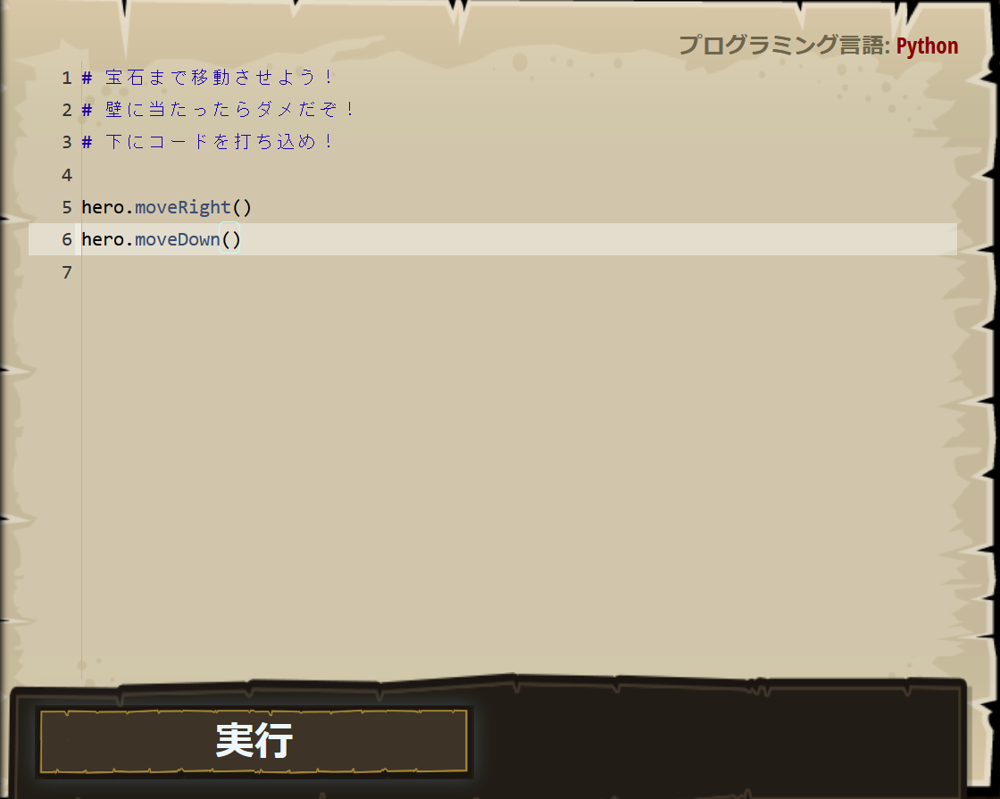 プログラミング言語: Python
1 # 宝石まで移動させよう！
2 # 壁に当たったらダメだぞ！
3 # 下にコードを打ち込め！
4
5 hero.moveRight()
6 hero.moveDown()
7
実行